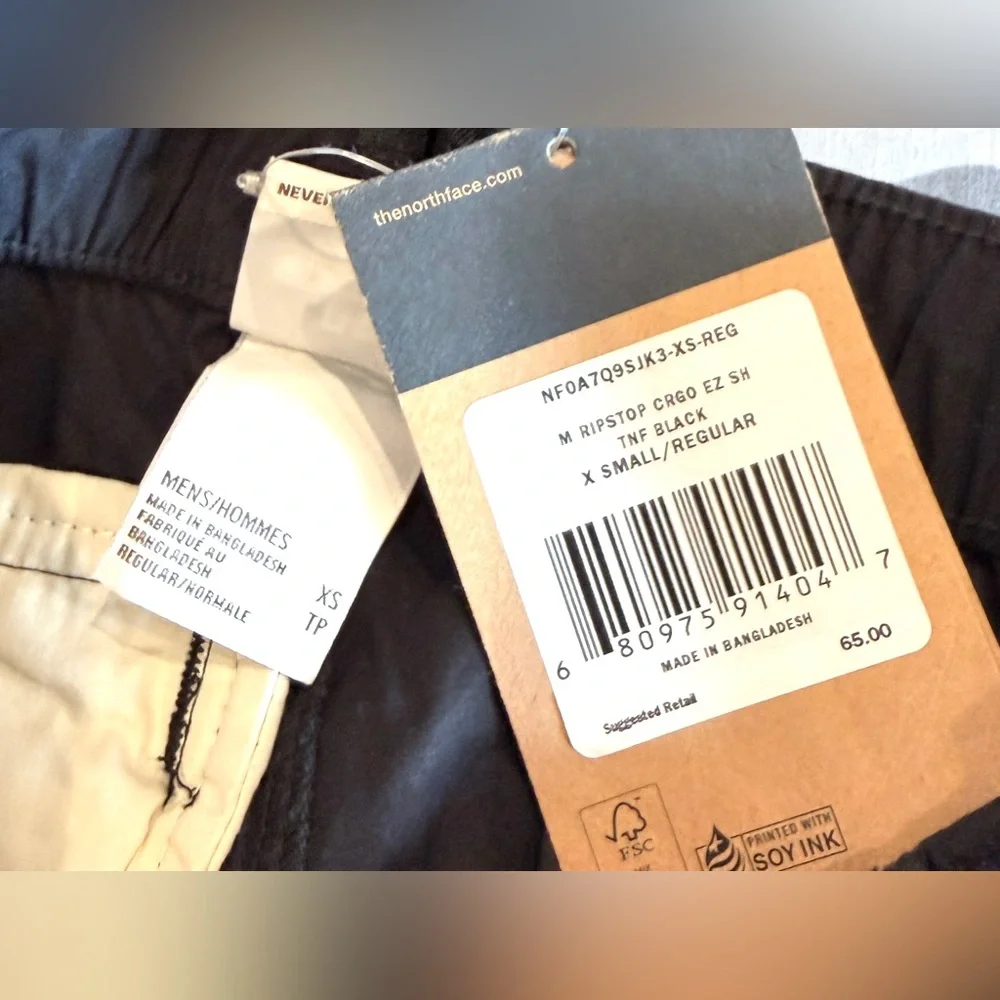 NEVE
thenorthface.com
NF0A7Q9SJK3-XS-REG
M RIPSTOP CRGO EZ SH
TNF BLACK
X SMALL/REGULAR
6 80975 91404 7
MADE IN BANGLADESH
65.00
Suggested Retail
FSC
PRINTED WITH
SOY INK
MENS/HOMMES
MADE IN BANGLADESH
FABRIQUÉ AU
BANGLADESH
REGULAR/NORMALE
XS
TP